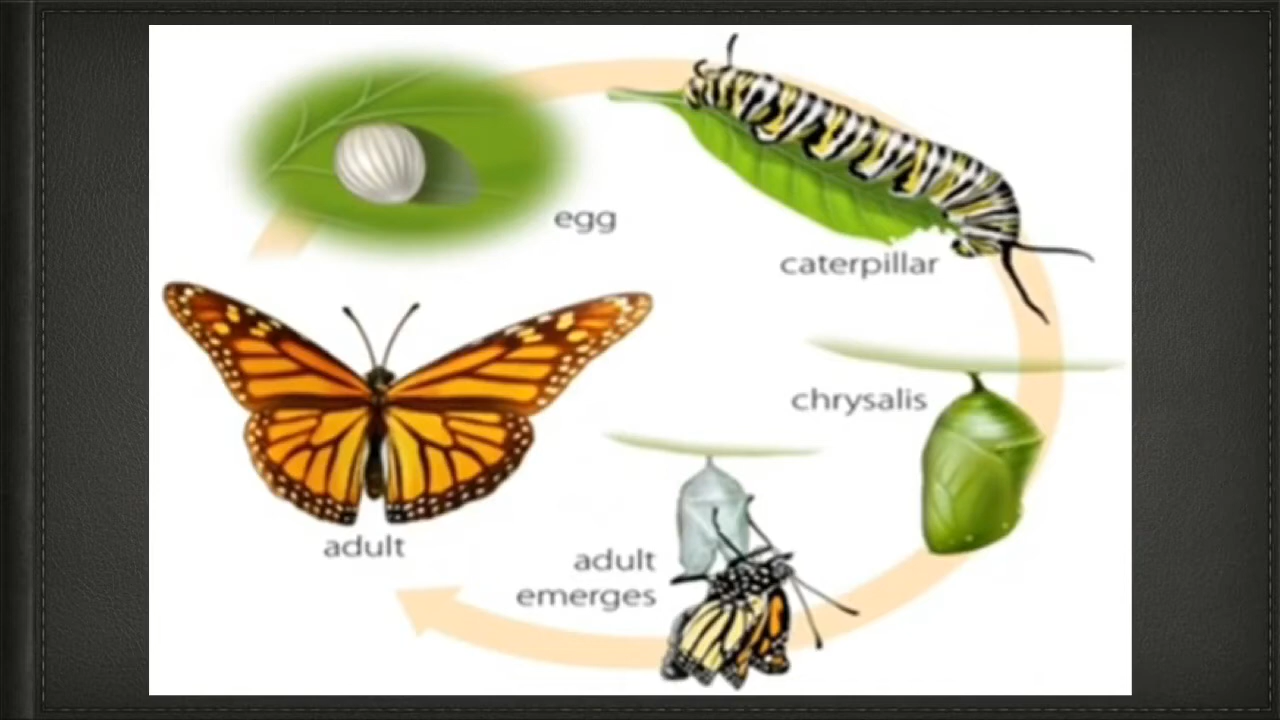 egg
caterpillar
chrysalis
adult
emerges
adult